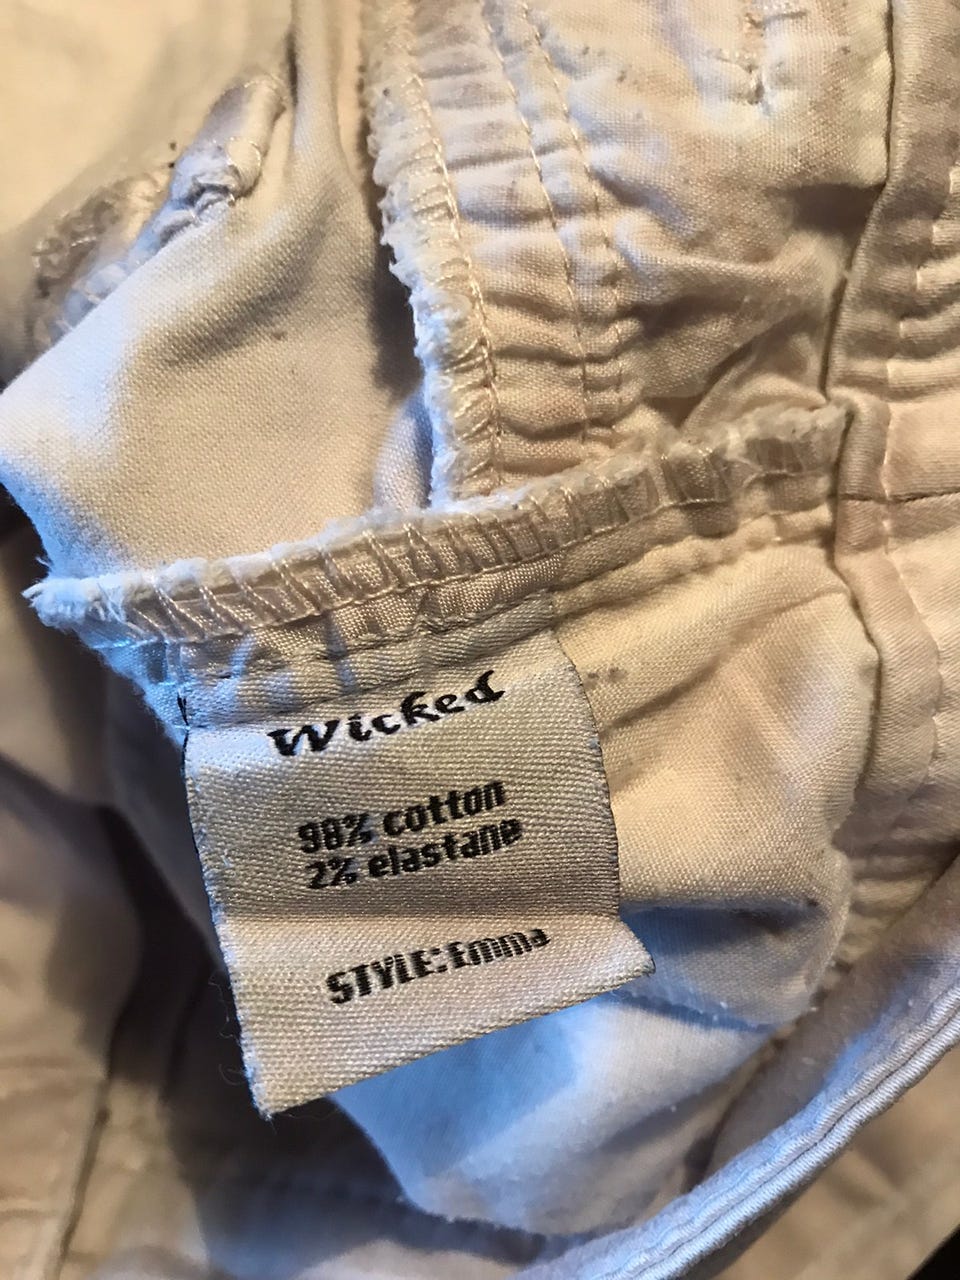 Wicked
98% cotton
2% elastane
STYLE:Emma